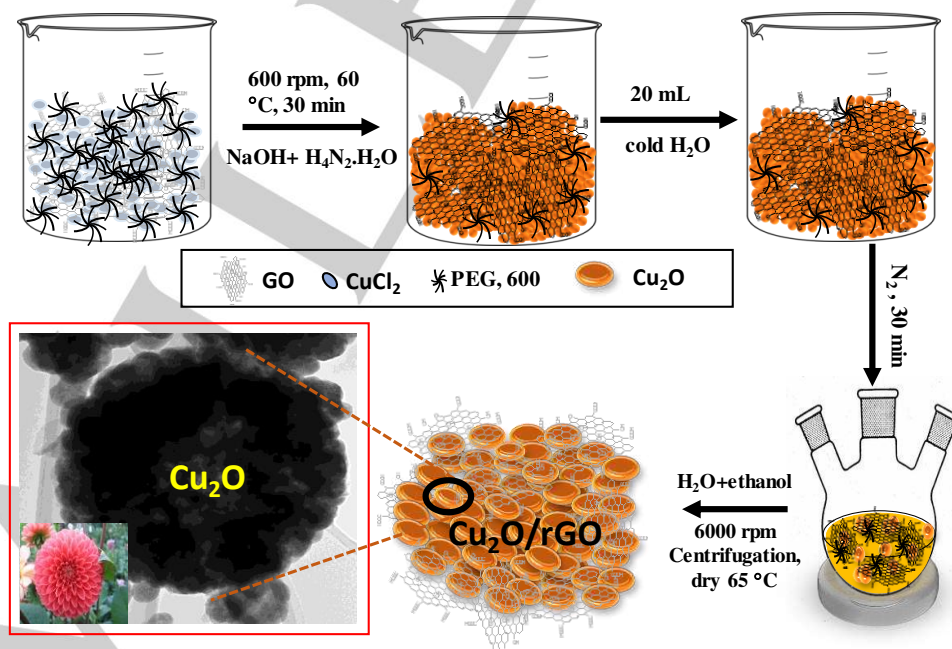 600 rpm, 60
°C, 30 min
NaOH+ H₄N₂.H₂O
20 mL
cold H₂O
GO
CuCl₂
PEG, 600
Cu₂O
N₂ , 30 min
H₂O+ethanol
6000 rpm
Centrifugation,
dry 65 °C
Cu₂O/rGO
Cu₂O